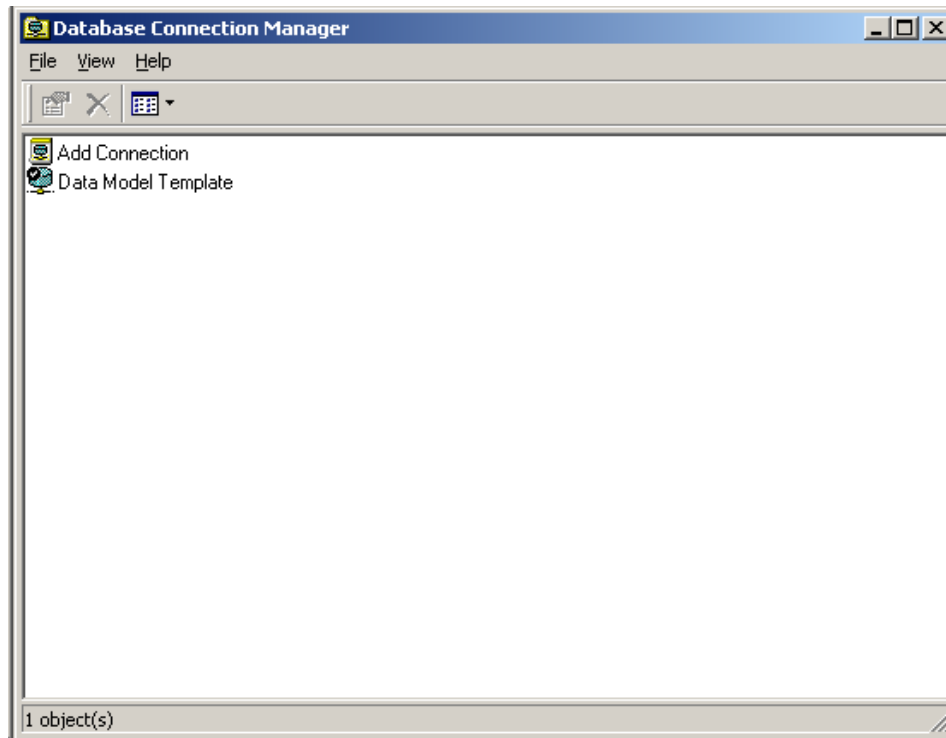 Database Connection Manager
File View Help
Add Connection
Data Model Template
1 object(s)